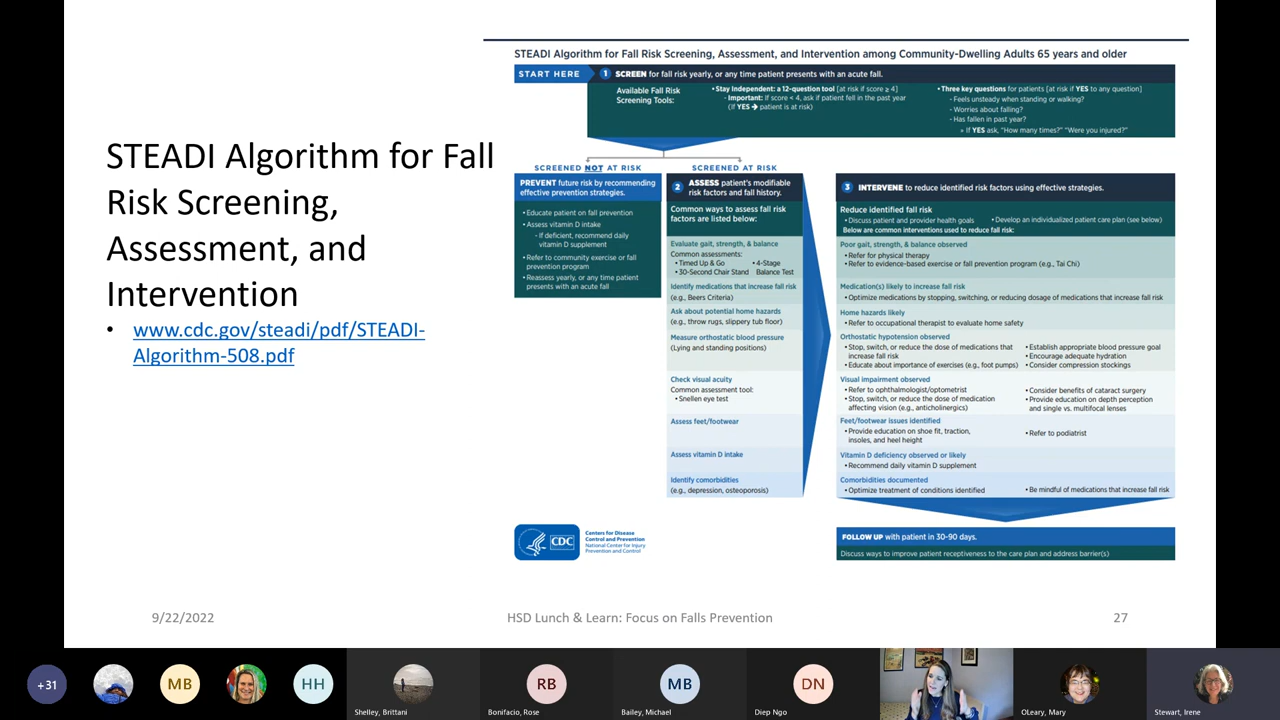 STEADI Algorithm for Fall
Risk Screening,
Assessment, and
Intervention
• www.cdc.gov/steadi/pdf/STEADI-
Algorithm-508.pdf
STEADI Algorithm for Fall Risk Screening, Assessment, and Intervention among Community-Dwelling Adults 65 years and older
START HERE
1 SCREEN for fall risk yearly, or any time patient presents with an acute fall.
Available Fall Risk
Screening Tools:
• Stay Independent: a 12-question tool [at risk if score ≥ 4]
- Important: If score < 4, ask if patient fell in the past year
(If YES → patient is at risk)
• Three key questions for patients [at risk if YES to any question]
- Feels unsteady when standing or walking?
- Worries about falling?
- Has fallen in past year?
» If YES ask, "How many times?" "Were you injured?"
SCREENED NOT AT RISK
PREVENT future risk by recommending
effective prevention strategies.
• Educate patient on fall prevention
• Assess vitamin D intake
- If deficient, recommend daily
vitamin D supplement
• Refer to community exercise or fall
prevention program
• Reassess yearly, or any time patient
presents with an acute fall
SCREENED AT RISK
2 ASSESS patient's modifiable
risk factors and fall history.
Common ways to assess fall risk
factors are listed below:
Evaluate gait, strength, & balance
Common assessments:
• Timed Up & Go • 4-Stage
• 30-Second Chair Stand Balance Test
Identify medications that increase fall risk
(e.g., Beers Criteria)
Ask about potential home hazards
(e.g., throw rugs, slippery tub floor)
Measure orthostatic blood pressure
(Lying and standing positions)
Check visual acuity
Common assessment tool:
• Snellen eye test
Assess feet/footwear
Assess vitamin D intake
Identify comorbidities
(e.g., depression, osteoporosis)
3 INTERVENE to reduce identified risk factors using effective strategies.
Reduce identified fall risk
• Discuss patient and provider health goals • Develop an individualized patient care plan (see below)
Below are common interventions used to reduce fall risk:
Poor gait, strength, & balance observed
• Refer for physical therapy
• Refer to evidence-based exercise or fall prevention program (e.g., Tai Chi)
Medication(s) likely to increase fall risk
• Optimize medications by stopping, switching, or reducing dosage of medications that increase fall risk
Home hazards likely
• Refer to occupational therapist to evaluate home safety
Orthostatic hypotension observed
• Stop, switch, or reduce the dose of medications that
increase fall risk
• Educate about importance of exercises (e.g., foot pumps)
• Establish appropriate blood pressure goal
• Encourage adequate hydration
• Consider compression stockings
Visual impairment observed
• Refer to ophthalmologist/optometrist
• Stop, switch, or reduce the dose of medication
affecting vision (e.g., anticholinergics)
• Consider benefits of cataract surgery
• Provide education on depth perception
and single vs. multifocal lenses
Feet/footwear issues identified
• Provide education on shoe fit, traction,
insoles, and heel height
• Refer to podiatrist
Vitamin D deficiency observed or likely
• Recommend daily vitamin D supplement
Comorbidities documented
• Optimize treatment of conditions identified • Be mindful of medications that increase fall risk
FOLLOW UP with patient in 30-90 days.
Discuss ways to improve patient receptiveness to the care plan and address barrier(s)
CDC
Centers for Disease
Control and Prevention
National Center for Injury
Prevention and Control
9/22/2022
HSD Lunch & Learn: Focus on Falls Prevention
27
+31
MB
HH
Shelley, Brittani
RB
Bonifacio, Rose
MB
Bailey, Michael
DN
Diep Ngo
OLeary, Mary
Stewart, Irene